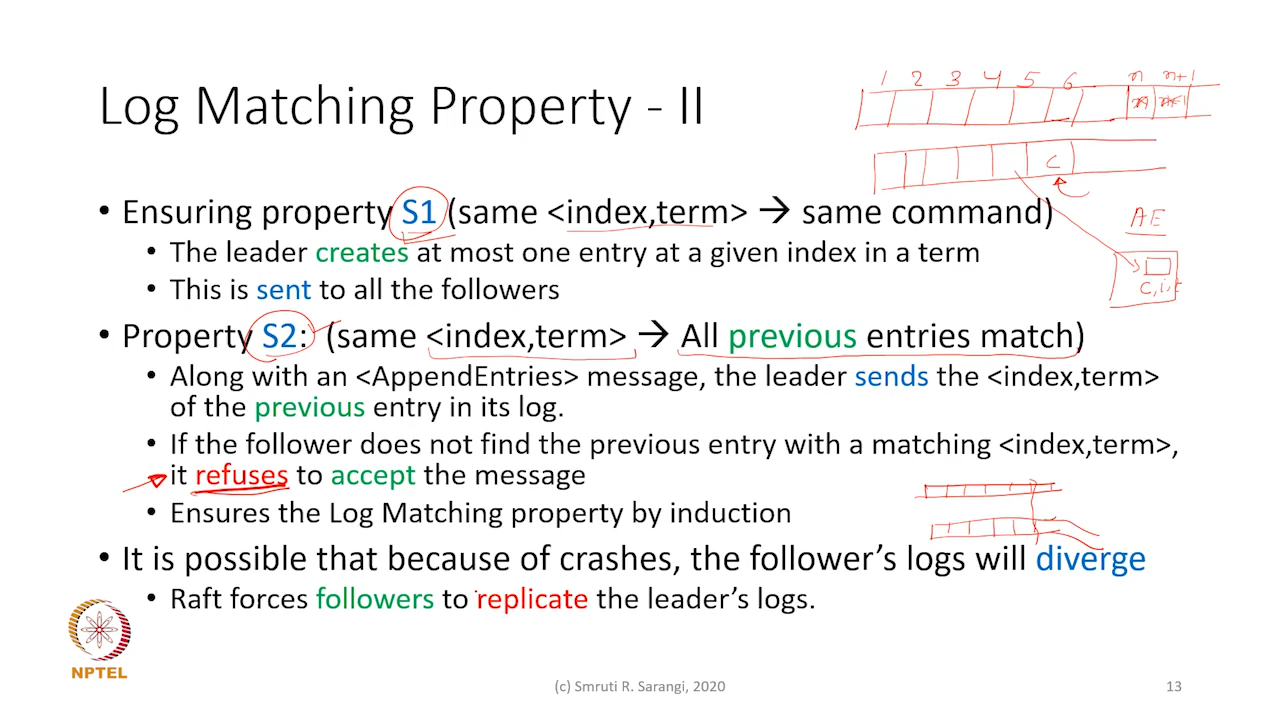 Log Matching Property - II
1 2 3 4 5 6 n n+1
C
AE
C,i,t
• Ensuring property S1 (same <index,term> → same command)
• The leader creates at most one entry at a given index in a term
• This is sent to all the followers
• Property S2: (same <index,term> → All previous entries match)
• Along with an <AppendEntries> message, the leader sends the <index,term>
of the previous entry in its log.
• If the follower does not find the previous entry with a matching <index,term>,
it refuses to accept the message
• Ensures the Log Matching property by induction
• It is possible that because of crashes, the follower's logs will diverge
• Raft forces followers to replicate the leader's logs.
NPTEL
(c) Smruti R. Sarangi, 2020
13